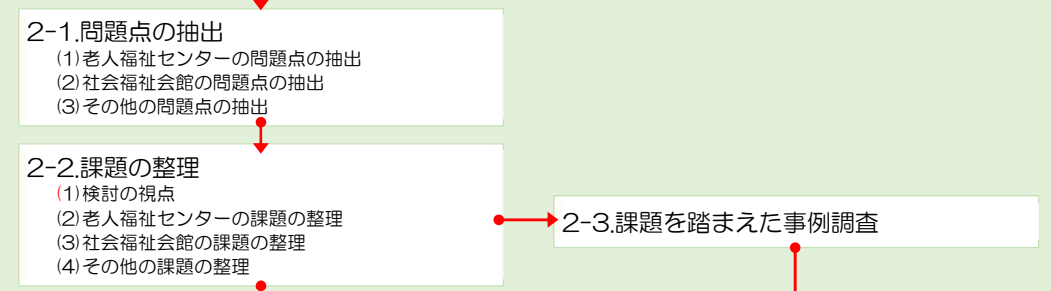 2-1.問題点の抽出
(1)老人福祉センターの問題点の抽出
(2)社会福祉会館の問題点の抽出
(3)その他の問題点の抽出
2-2.課題の整理
(1)検討の視点
(2)老人福祉センターの課題の整理
(3)社会福祉会館の課題の整理
(4)その他の課題の整理
2-3.課題を踏まえた事例調査